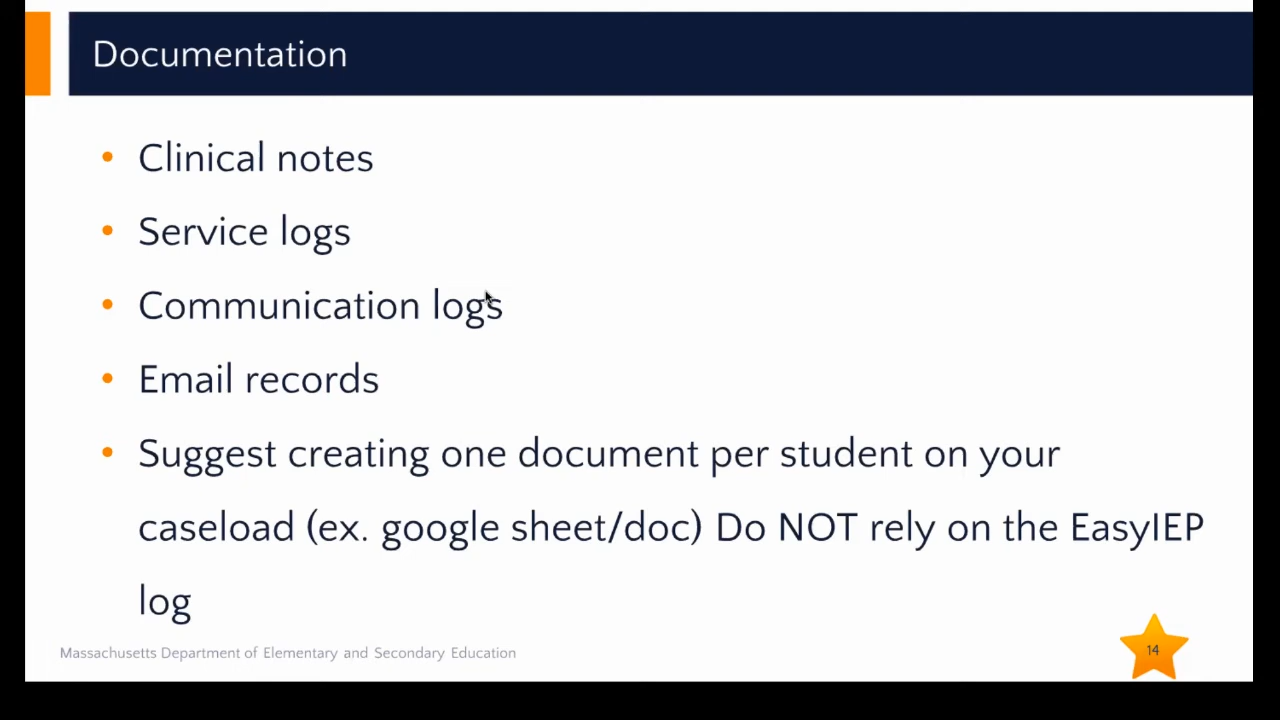 Documentation
• Clinical notes
• Service logs
• Communication logs
• Email records
• Suggest creating one document per student on your
caseload (ex. google sheet/doc) Do NOT rely on the EasyIEP
log
Massachusetts Department of Elementary and Secondary Education
14